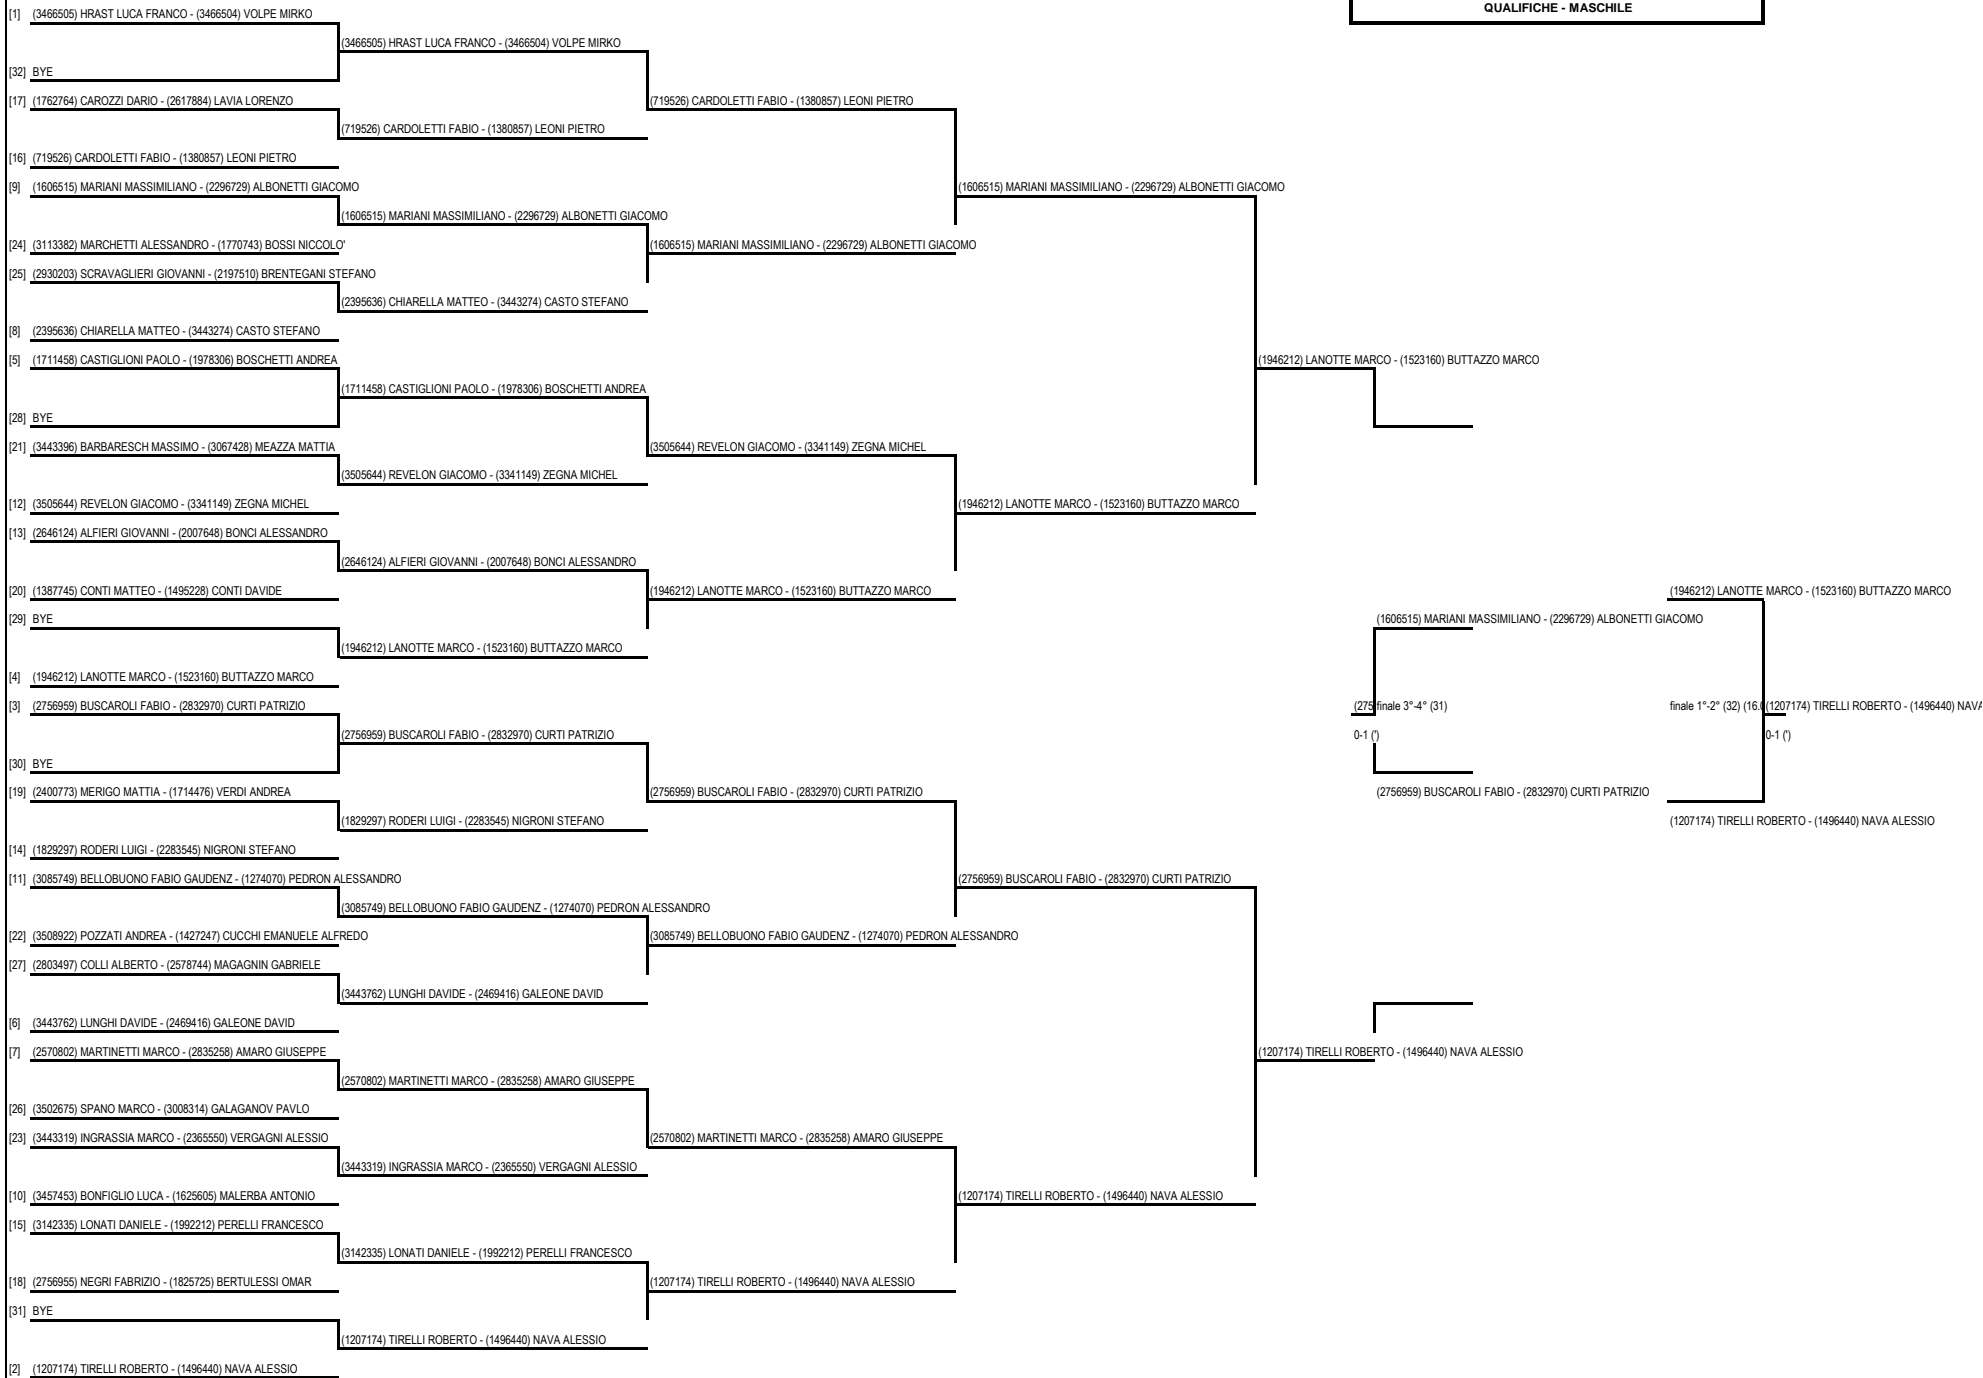 QUALIFICHE - MASCHILE
[1] (3466505) HRAST LUCA FRANCO - (3466504) VOLPE MIRKO
(3466505) HRAST LUCA FRANCO - (3466504) VOLPE MIRKO
[32] BYE
[17] (1762764) CAROZZI DARIO - (2617884) LAVIA LORENZO
(719526) CARDOLETTI FABIO - (1380857) LEONI PIETRO
(719526) CARDOLETTI FABIO - (1380857) LEONI PIETRO
[16] (719526) CARDOLETTI FABIO - (1380857) LEONI PIETRO
[9] (1606515) MARIANI MASSIMILIANO - (2296729) ALBONETTI GIACOMO
(1606515) MARIANI MASSIMILIANO - (2296729) ALBONETTI GIACOMO
(1606515) MARIANI MASSIMILIANO - (2296729) ALBONETTI GIACOMO
[24] (3113382) MARCHETTI ALESSANDRO - (1770743) BOSSI NICCOLO'
(1606515) MARIANI MASSIMILIANO - (2296729) ALBONETTI GIACOMO
[25] (2930203) SCRAVAGLIERI GIOVANNI - (2197510) BRENTEGANI STEFANO
(2395636) CHIARELLA MATTEO - (3443274) CASTO STEFANO
[8] (2395636) CHIARELLA MATTEO - (3443274) CASTO STEFANO
[5] (1711458) CASTIGLIONI PAOLO - (1978306) BOSCHETTI ANDREA
(1946212) LANOTTE MARCO - (1523160) BUTTAZZO MARCO
(1711458) CASTIGLIONI PAOLO - (1978306) BOSCHETTI ANDREA
[28] BYE
[21] (3443396) BARBARESCH MASSIMO - (3067428) MEAZZA MATTIA
(3505644) REVELON GIACOMO - (3341149) ZEGNA MICHEL
(3505644) REVELON GIACOMO - (3341149) ZEGNA MICHEL
[12] (3505644) REVELON GIACOMO - (3341149) ZEGNA MICHEL
(1946212) LANOTTE MARCO - (1523160) BUTTAZZO MARCO
[13] (2646124) ALFIERI GIOVANNI - (2007648) BONCI ALESSANDRO
(2646124) ALFIERI GIOVANNI - (2007648) BONCI ALESSANDRO
[20] (1387745) CONTI MATTEO - (1495228) CONTI DAVIDE
(1946212) LANOTTE MARCO - (1523160) BUTTAZZO MARCO
(1946212) LANOTTE MARCO - (1523160) BUTTAZZO MARCO
[29] BYE
(1606515) MARIANI MASSIMILIANO - (2296729) ALBONETTI GIACOMO
(1946212) LANOTTE MARCO - (1523160) BUTTAZZO MARCO
[4] (1946212) LANOTTE MARCO - (1523160) BUTTAZZO MARCO
[3] (2756959) BUSCAROLI FABIO - (2832970) CURTI PATRIZIO
(275 finale 3°-4° (31)
finale 1°-2° (32) (16.0 (1207174) TIRELLI ROBERTO - (1496440) NAVA
(2756959) BUSCAROLI FABIO - (2832970) CURTI PATRIZIO
0-1 (')
0-1 (')
[30] BYE
[19] (2400773) MERIGO MATTIA - (1714476) VERDI ANDREA
(2756959) BUSCAROLI FABIO - (2832970) CURTI PATRIZIO
(2756959) BUSCAROLI FABIO - (2832970) CURTI PATRIZIO
(1829297) RODERI LUIGI - (2283545) NIGRONI STEFANO
(1207174) TIRELLI ROBERTO - (1496440) NAVA ALESSIO
[14] (1829297) RODERI LUIGI - (2283545) NIGRONI STEFANO
[11] (3085749) BELLOBUONO FABIO GAUDENZ - (1274070) PEDRON ALESSANDRO
(2756959) BUSCAROLI FABIO - (2832970) CURTI PATRIZIO
(3085749) BELLOBUONO FABIO GAUDENZ - (1274070) PEDRON ALESSANDRO
[22] (3508922) POZZATI ANDREA - (1427247) CUCCHI EMANUELE ALFREDO
(3085749) BELLOBUONO FABIO GAUDENZ - (1274070) PEDRON ALESSANDRO
[27] (2803497) COLLI ALBERTO - (2578744) MAGAGNIN GABRIELE
(3443762) LUNGHI DAVIDE - (2469416) GALEONE DAVID
[6] (3443762) LUNGHI DAVIDE - (2469416) GALEONE DAVID
[7] (2570802) MARTINETTI MARCO - (2835258) AMARO GIUSEPPE
(1207174) TIRELLI ROBERTO - (1496440) NAVA ALESSIO
(2570802) MARTINETTI MARCO - (2835258) AMARO GIUSEPPE
[26] (3502675) SPANO MARCO - (3008314) GALAGANOV PAVLO
[23] (3443319) INGRASSIA MARCO - (2365550) VERGAGNI ALESSIO
(2570802) MARTINETTI MARCO - (2835258) AMARO GIUSEPPE
(3443319) INGRASSIA MARCO - (2365550) VERGAGNI ALESSIO
[10] (3457453) BONFIGLIO LUCA - (1625605) MALERBA ANTONIO
(1207174) TIRELLI ROBERTO - (1496440) NAVA ALESSIO
[15] (3142335) LONATI DANIELE - (1992212) PERELLI FRANCESCO
(3142335) LONATI DANIELE - (1992212) PERELLI FRANCESCO
[18] (2756955) NEGRI FABRIZIO - (1825725) BERTULESSI OMAR
(1207174) TIRELLI ROBERTO - (1496440) NAVA ALESSIO
[31] BYE
(1207174) TIRELLI ROBERTO - (1496440) NAVA ALESSIO
[2] (1207174) TIRELLI ROBERTO - (1496440) NAVA ALESSIO